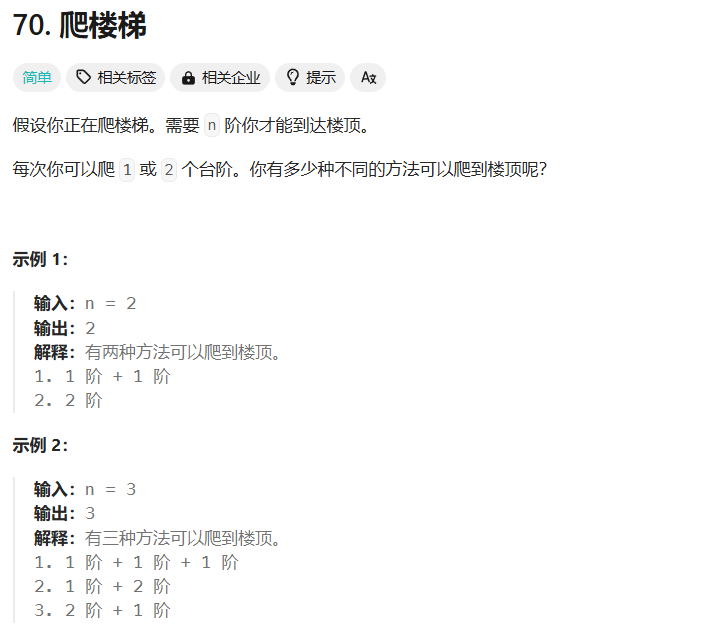 70. 爬楼梯
简单 相关标签 相关企业 提示 Aあ
假设你正在爬楼梯。需要 n 阶你才能到达楼顶。
每次你可以爬 1 或 2 个台阶。你有多少种不同的方法可以爬到楼顶呢？
示例 1：
输入：n = 2
输出：2
解释：有两种方法可以爬到楼顶。
1. 1 阶 + 1 阶
2. 2 阶
示例 2：
输入：n = 3
输出：3
解释：有三种方法可以爬到楼顶。
1. 1 阶 + 1 阶 + 1 阶
2. 1 阶 + 2 阶
3. 2 阶 + 1 阶